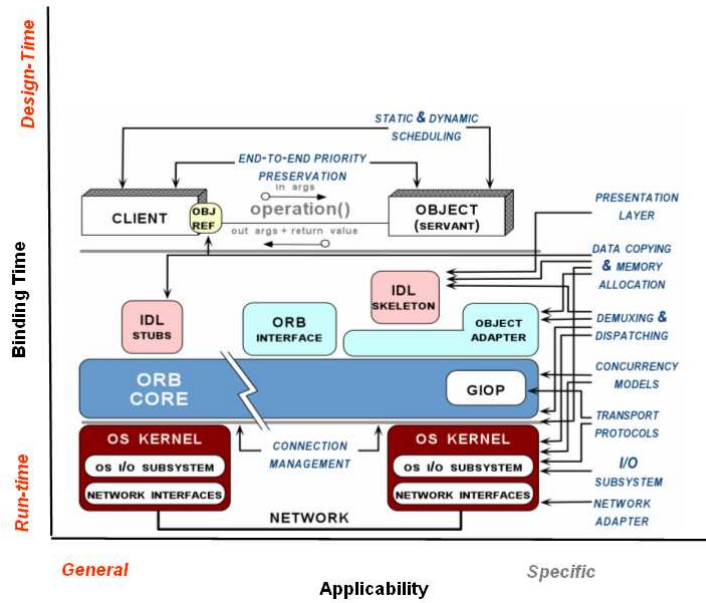 Design-Time
STATIC & DYNAMIC
SCHEDULING
END-TO-END PRIORITY
PRESERVATION
in args
operation()
out args + return value
CLIENT
OBJ
REF
OBJECT
(SERVANT)
PRESENTATION
LAYER
DATA COPYING
& MEMORY
ALLOCATION
Binding Time
IDL
STUBS
ORB
INTERFACE
IDL
SKELETON
OBJECT
ADAPTER
DEMUXING &
DISPATCHING
ORB
CORE
GIOP
CONCURRENCY
MODELS
TRANSPORT
PROTOCOLS
OS KERNEL
OS I/O SUBSYSTEM
NETWORK INTERFACES
CONNECTION
MANAGEMENT
OS KERNEL
OS I/O SUBSYSTEM
NETWORK INTERFACES
I/O
SUBSYSTEM
NETWORK
ADAPTER
NETWORK
Run-time
General
Specific
Applicability